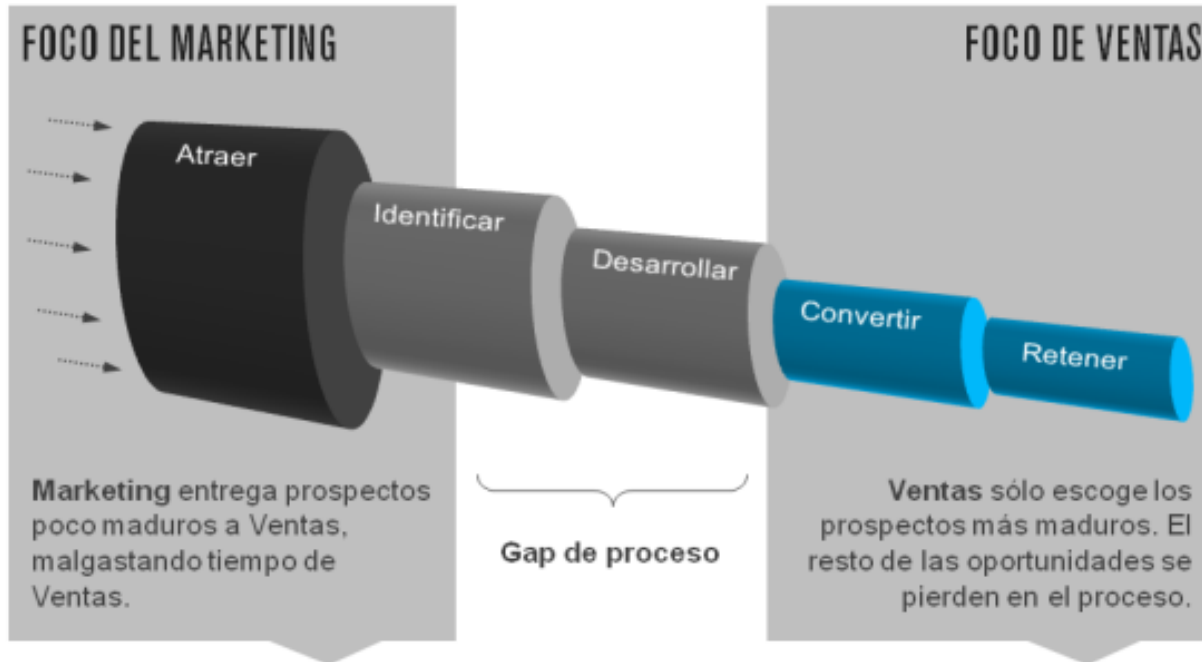 FOCO DEL MARKETING
FOCO DE VENTAS
Atraer
Identificar
Desarrollar
Convertir
Retener
Marketing entrega prospectos
poco maduros a Ventas,
malgastando tiempo de
Ventas.
Gap de proceso
Ventas sólo escoge los
prospectos más maduros. El
resto de las oportunidades se
pierden en el proceso.